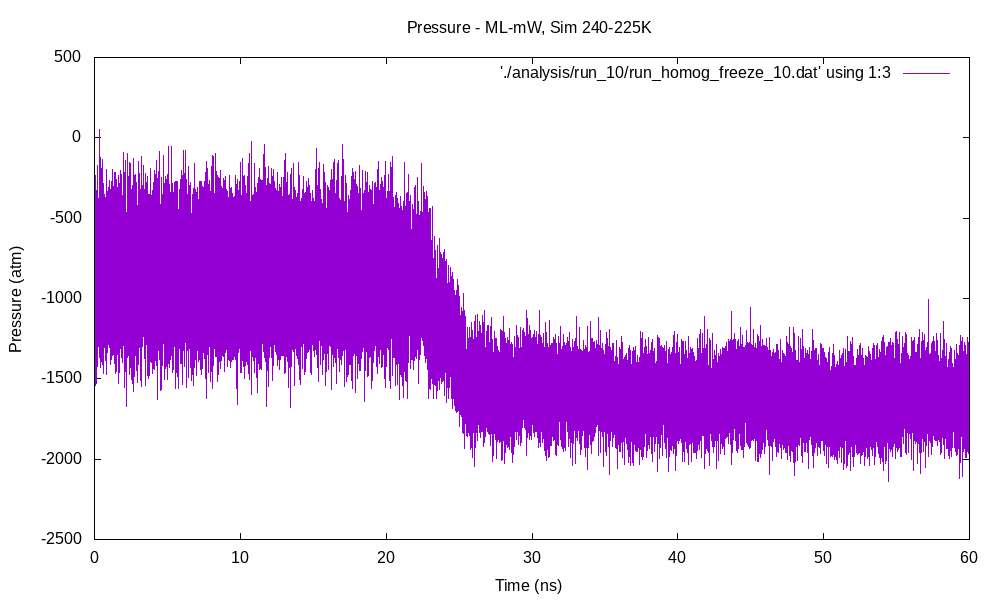 Pressure - ML-mW, Sim 240-225K
'./analysis/run_10/run_homog_freeze_10.dat' using 1:3
500
0
-500
-1000
-1500
-2000
-2500
Pressure (atm)
0 10 20 30 40 50 60
Time (ns)